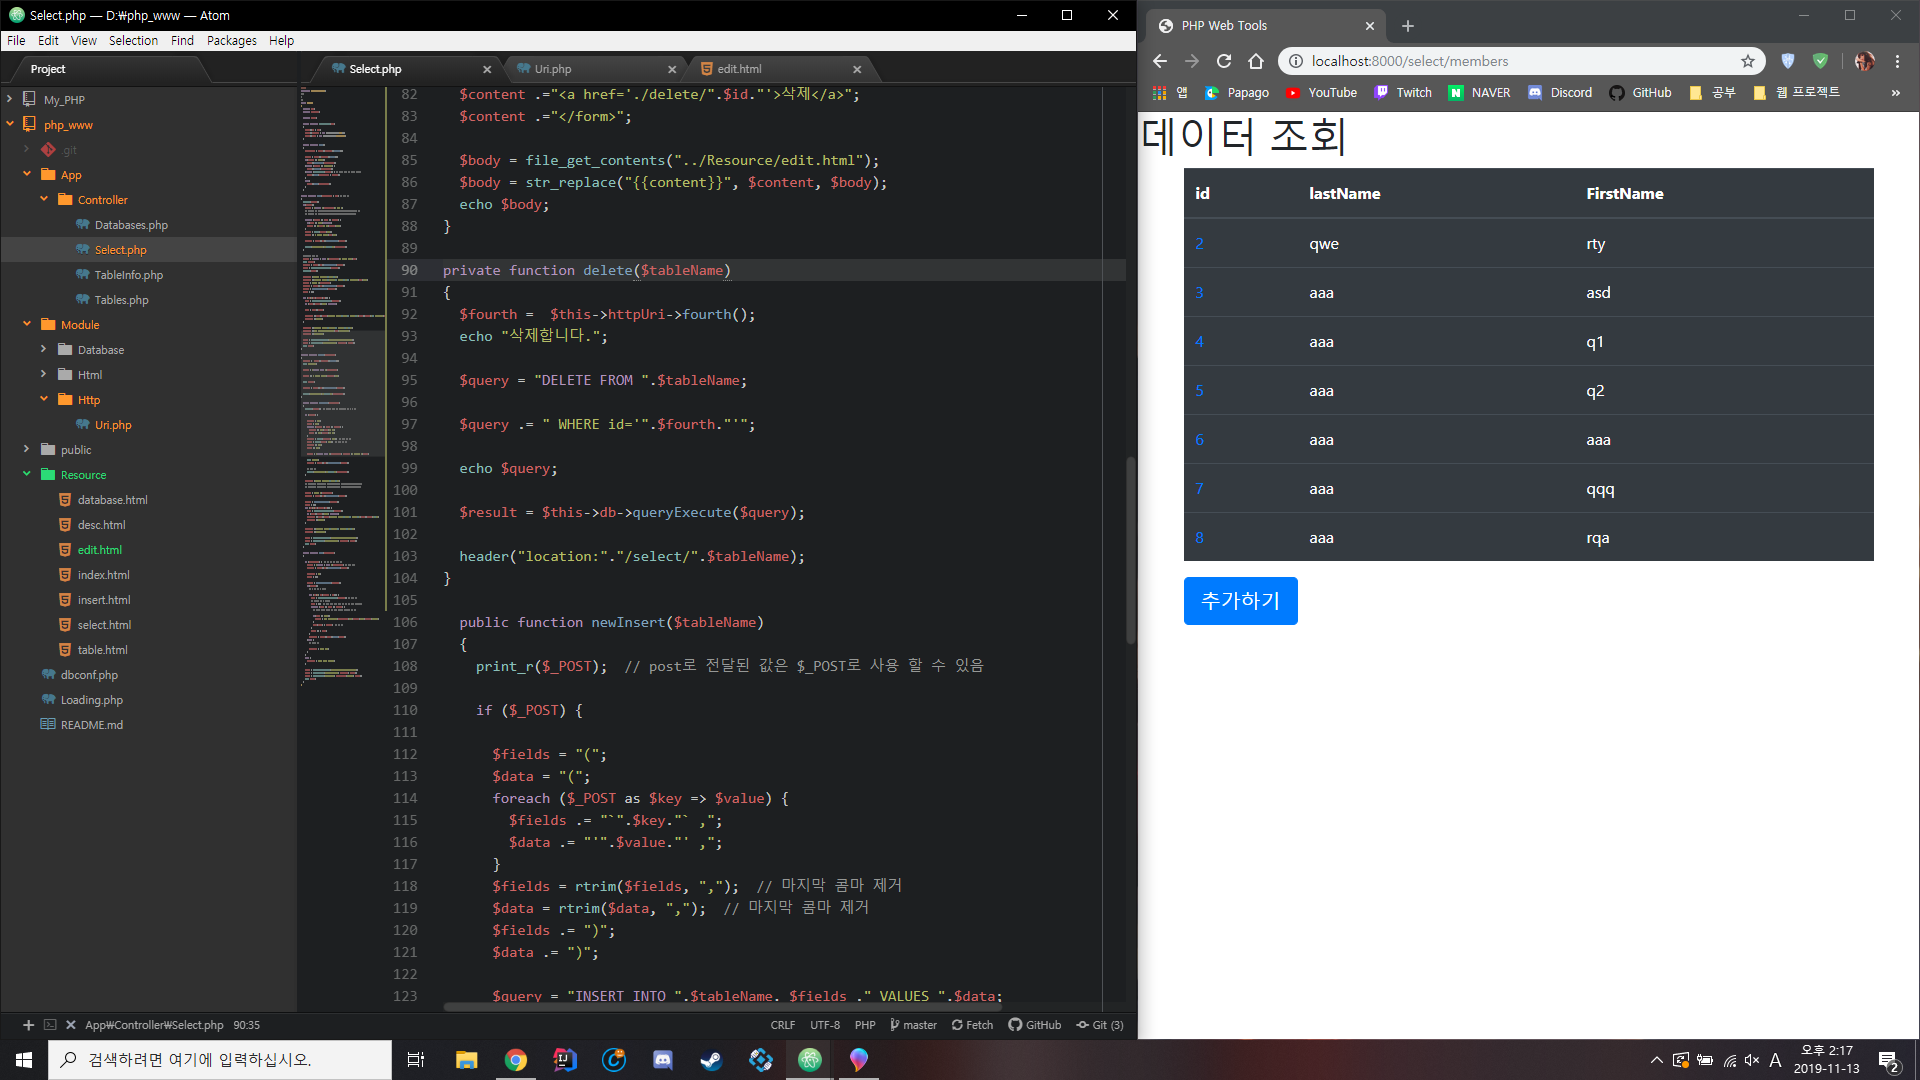 Select.php — D:₩php_www — Atom
File Edit View Selection Find Packages Help
Project
My_PHP
php_www
.git
App
Controller
Databases.php
Select.php
TableInfo.php
Tables.php
Module
Database
Html
Http
Uri.php
public
Resource
database.html
desc.html
edit.html
index.html
insert.html
select.html
table.html
dbconf.php
Loading.php
README.md
Select.php Uri.php edit.html
82 $content .="<a href='./delete/".$id."'>삭제</a>";
83 $content .="</form>";
84
85 $body = file_get_contents("../Resource/edit.html");
86 $body = str_replace("{{content}}", $content, $body);
87 echo $body;
88 }
89
90 private function delete($tableName)
91 {
92 $fourth =  $this->httpUri->fourth();
93 echo "삭제합니다.";
94
95 $query = "DELETE FROM ".$tableName;
96
97 $query .= " WHERE id='".$fourth."'";
98
99 echo $query;
100
101 $result = $this->db->queryExecute($query);
102
103 header("location:"."/select/".$tableName);
104 }
105
106 public function newInsert($tableName)
107 {
108 print_r($_POST);  // post로 전달된 값은 $_POST로 사용 할 수 있음
109
110 if ($_POST) {
111
112 $fields = "(";
113 $data = "(";
114 foreach ($_POST as $key => $value) {
115 $fields .= "`".$key."` ,";
116 $data .= "'".$value."' ,";
117 }
118 $fields = rtrim($fields, ",");  // 마지막 콤마 제거
119 $data = rtrim($data, ",");  // 마지막 콤마 제거
120 $fields .= ")";
121 $data .= ")";
122
123 $query = "INSERT INTO ".$tableName. $fields ." VALUES ".$data;
App₩Controller₩Select.php 90:35
CRLF UTF-8 PHP master Fetch GitHub Git (3)
PHP Web Tools
localhost:8000/select/members
앱 Papago YouTube Twitch NAVER Discord GitHub 공부 웹 프로젝트 »
데이터 조회
id lastName FirstName
2 qwe rty
3 aaa asd
4 aaa q1
5 aaa q2
6 aaa aaa
7 aaa qqq
8 aaa rqa
추가하기
검색하려면 여기에 입력하십시오.
A
오후 2:17
2019-11-13
2